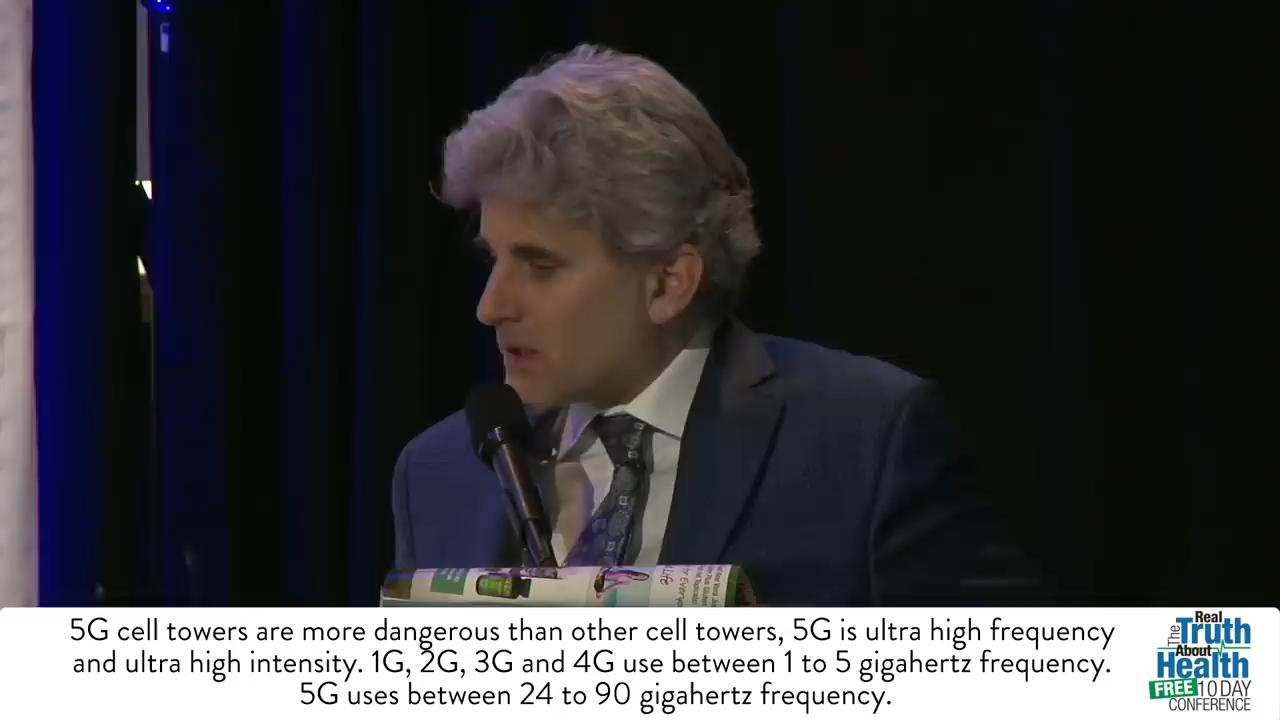 5G cell towers are more dangerous than other cell towers, 5G is ultra high frequency
and ultra high intensity. 1G, 2G, 3G and 4G use between 1 to 5 gigahertz frequency.
5G uses between 24 to 90 gigahertz frequency.
The Real
Truth
About
Health
FREE 10 DAY
CONFERENCE
Life